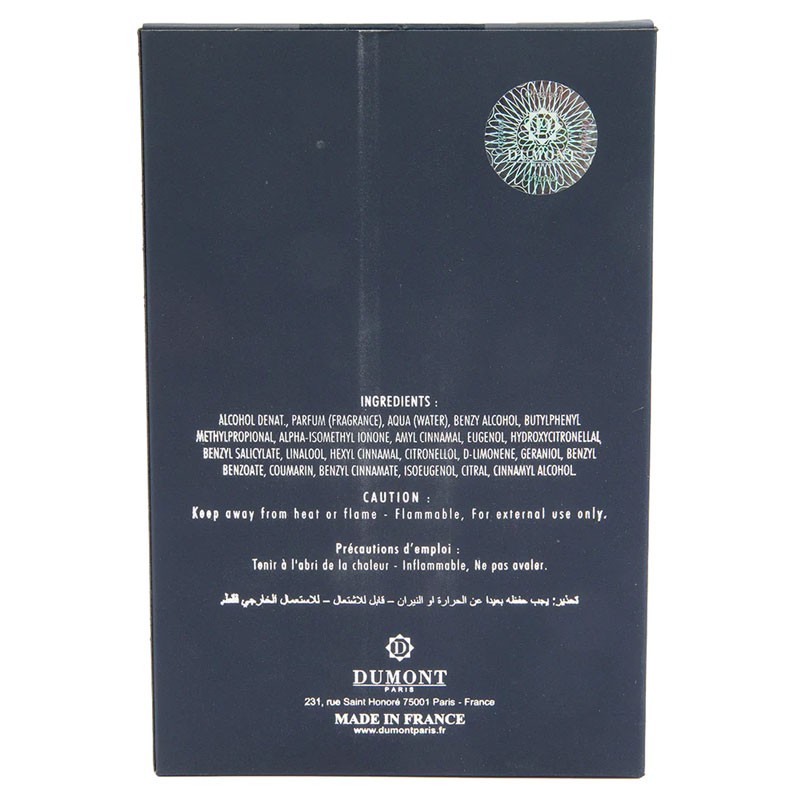 DUMONT
INGREDIENTS :
ALCOHOL DENAT., PARFUM (FRAGRANCE), AQUA (WATER), BENZY ALCOHOL, BUTYLPHENYL
METHYLPROPIONAL, ALPHA-ISOMETHYL IONONE, AMYL CINNAMAL, EUGENOL, HYDROXYCITRONELLAL,
BENZYL SALICYLATE, LINALOOL, HEXYL CINNAMAL, CITRONELLOL, D-LIMONENE, GERANIOL, BENZYL
BENZOATE, COUMARIN, BENZYL CINNAMATE, ISOEUGENOL, CITRAL, CINNAMYL ALCOHOL.
CAUTION :
Keep away from heat or flame - Flammable, For external use only.
Précautions d'emploi :
Tenir à l'abri de la chaleur - Inflammable, Ne pas avaler.
تحذير: يجب حفظه بعيدا عن الحرارة او النيران – قابل للاشتعال – للاستعمال الخارجي فقط.
D
DUMONT
PARIS
231, rue Saint Honoré 75001 Paris - France
MADE IN FRANCE
www.dumontparis.fr